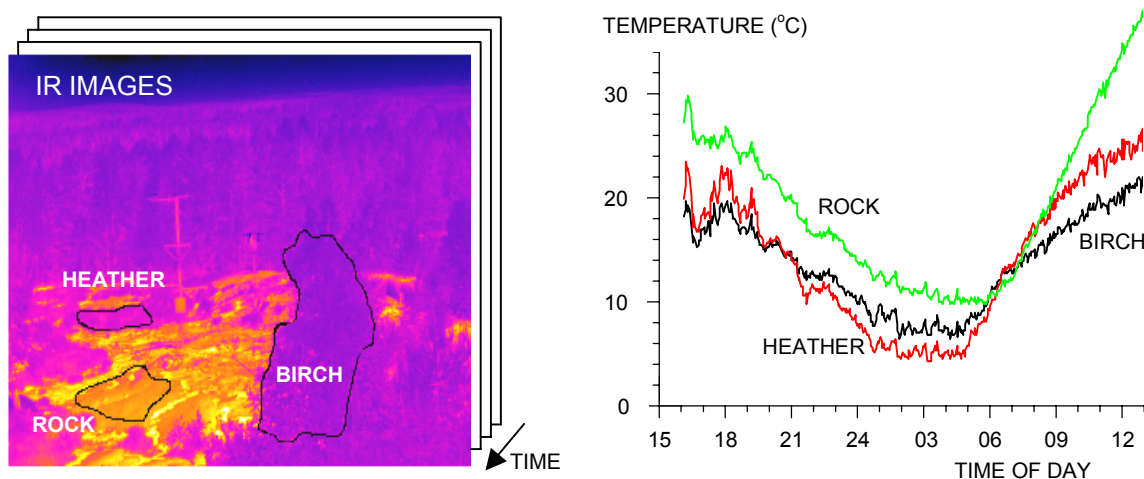 IR IMAGES
HEATHER
BIRCH
ROCK
TIME
TEMPERATURE (°C)
30
20
10
0
ROCK
BIRCH
HEATHER
15 18 21 24 03 06 09 12
TIME OF DAY